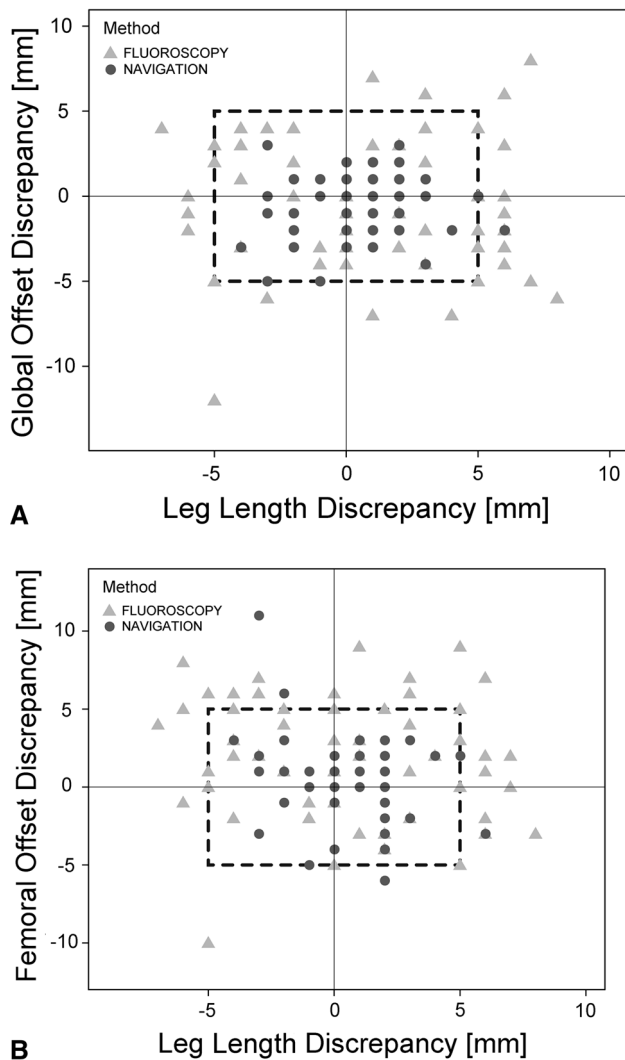 Method
FLUOROSCOPY
NAVIGATION
Global Offset Discrepancy [mm]
10
5
0
-5
-10
-5 0 5 10
Leg Length Discrepancy [mm]
A
Method
FLUOROSCOPY
NAVIGATION
Femoral Offset Discrepancy [mm]
10
5
0
-5
-10
-5 0 5 10
Leg Length Discrepancy [mm]
B